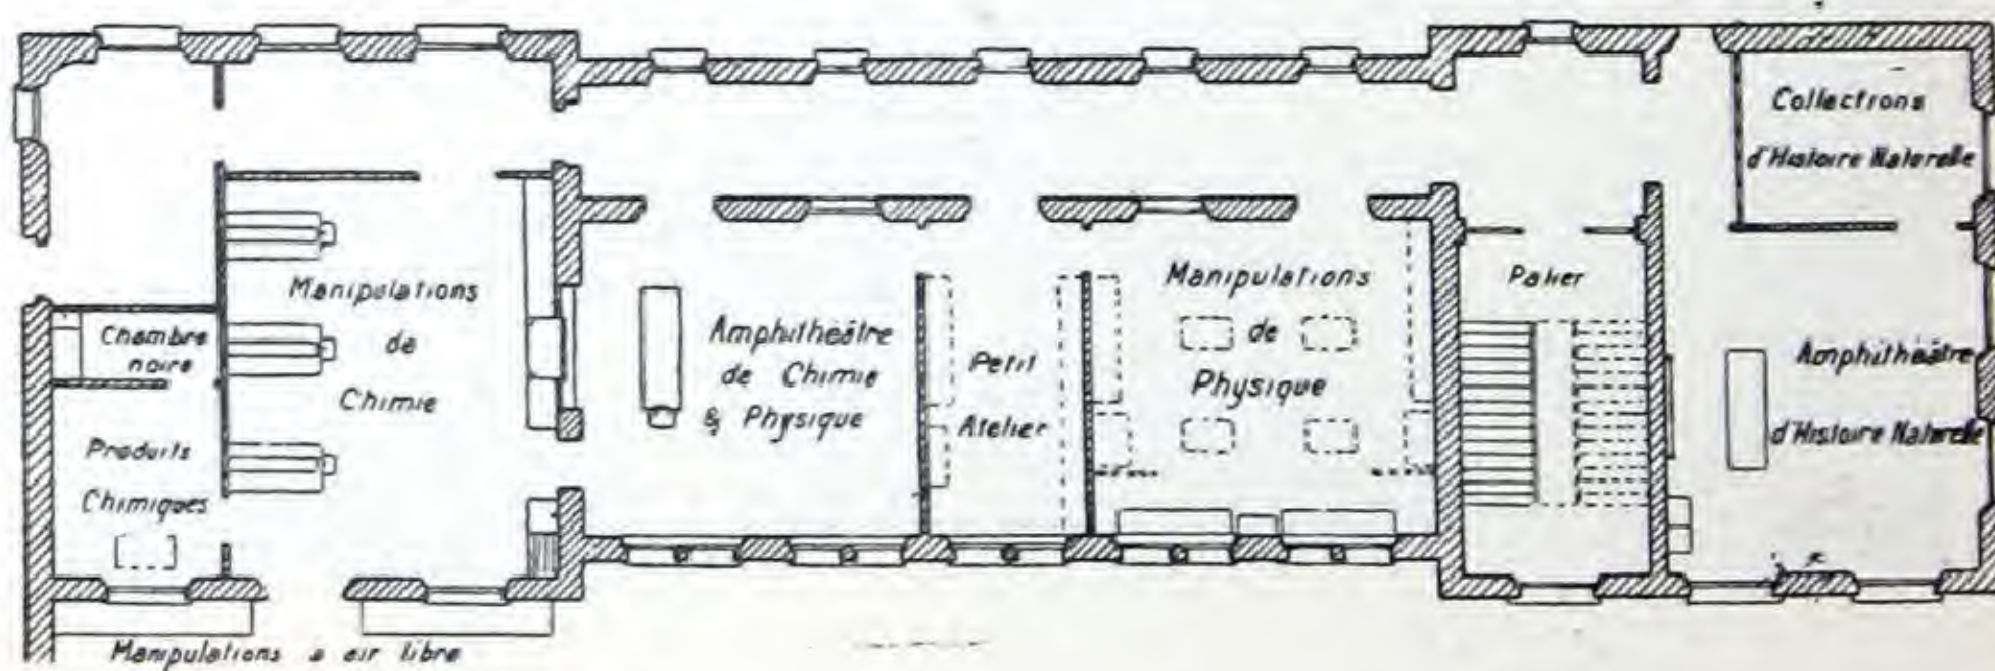 Chambre
noire
Produits
Chimiques
Manipulations
de
Chimie
Manipulations à air libre
Amphithéâtre
de Chimie
& Physique
Petit
Atelier
Manipulations
de
Physique
Palier
Collections
d'Histoire Naturelle
Amphithéâtre
d'Histoire Naturelle